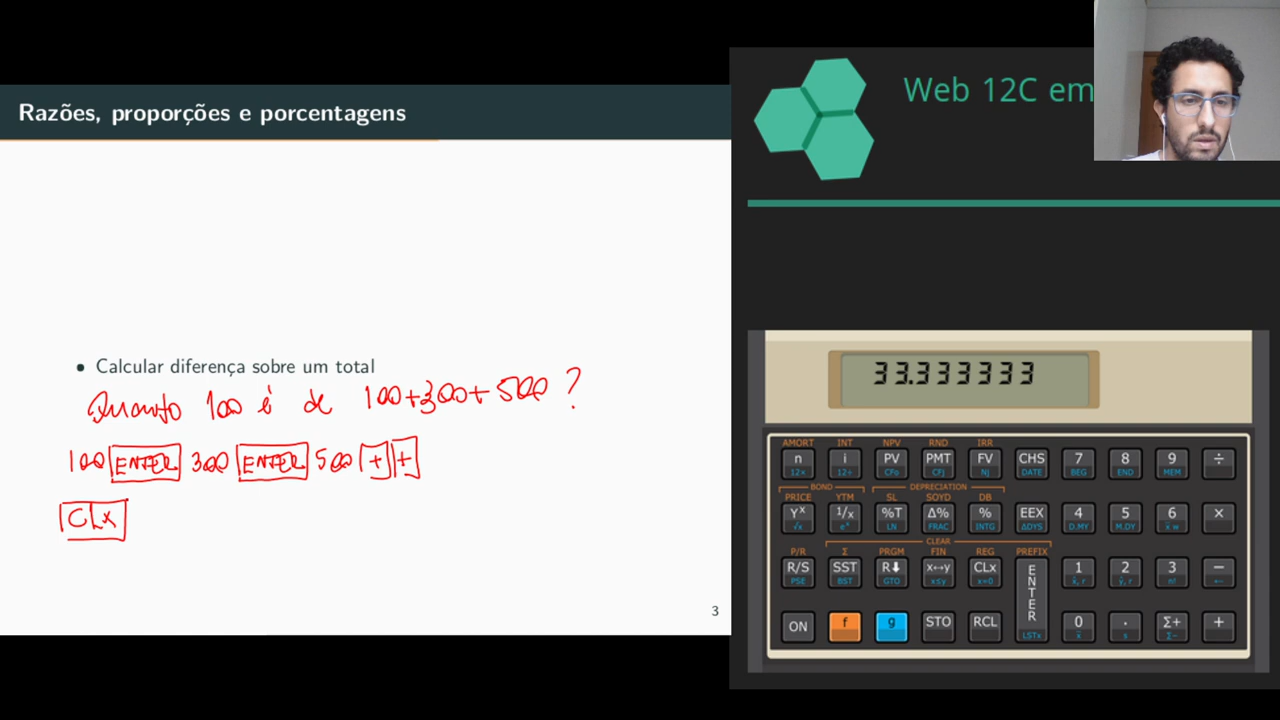 Razões, proporções e porcentagens
• Calcular diferença sobre um total
Quanto 100 é de 100+300+500 ?
100 ENTER 300 ENTER 500 + +
CLX
3
Web 12C em
33.333333
AMORT INT NPV RND IRR
n i PV PMT FV CHS 7 8 9 ÷
12× 12÷ CFo CFj Nj DATE BEG END MEM
BOND DEPRECIATION
PRICE YTM SL SOYD DB
Yˣ 1/x %T Δ% % EEX 4 5 6 ×
√x eˣ LN FRAC INTG ΔDYS D.MY M.DY x̄ w
CLEAR
P/R Σ PRGM FIN REG PREFIX
R/S SST R⬇ x↔y CLx ENTER 1 2 3 −
PSE BST GTO x≤y x=0 x̂, r ŷ, r n!
ON f g STO RCL 0 . Σ+ +
LSTx x̄ s Σ−